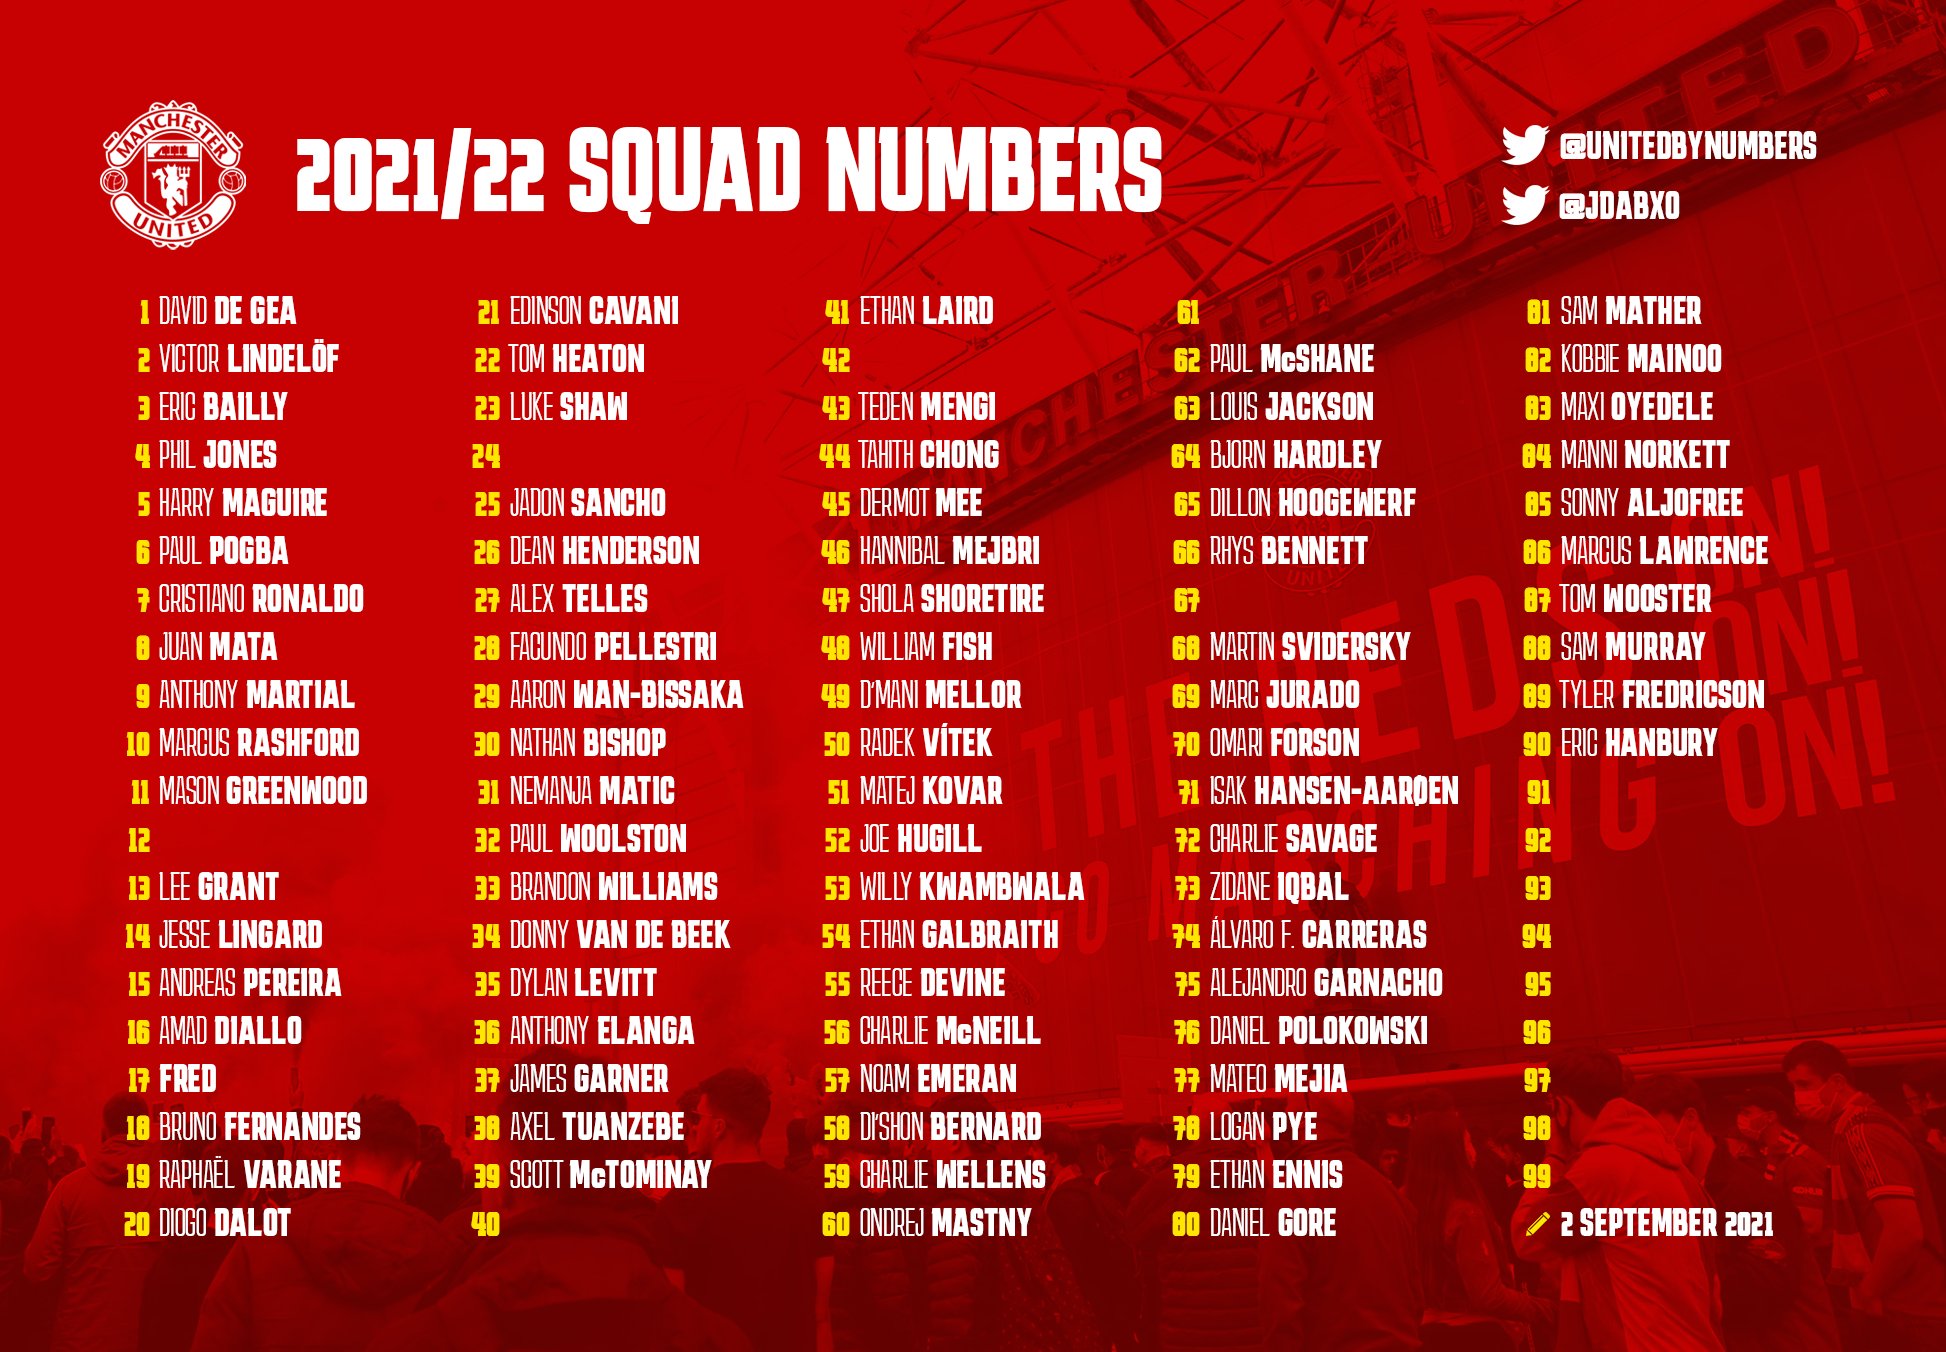 MANCHESTER
UNITED
2021/22 SQUAD NUMBERS
@UNITEDBYNUMBERS
@JDABXO
1 DAVID DE GEA
2 VICTOR LINDELÖF
3 ERIC BAILLY
4 PHIL JONES
5 HARRY MAGUIRE
6 PAUL POGBA
7 CRISTIANO RONALDO
8 JUAN MATA
9 ANTHONY MARTIAL
10 MARCUS RASHFORD
11 MASON GREENWOOD
12
13 LEE GRANT
14 JESSE LINGARD
15 ANDREAS PEREIRA
16 AMAD DIALLO
17 FRED
18 BRUNO FERNANDES
19 RAPHAËL VARANE
20 DIOGO DALOT
21 EDINSON CAVANI
22 TOM HEATON
23 LUKE SHAW
24
25 JADON SANCHO
26 DEAN HENDERSON
27 ALEX TELLES
28 FACUNDO PELLESTRI
29 AARON WAN-BISSAKA
30 NATHAN BISHOP
31 NEMANJA MATIC
32 PAUL WOOLSTON
33 BRANDON WILLIAMS
34 DONNY VAN DE BEEK
35 DYLAN LEVITT
36 ANTHONY ELANGA
37 JAMES GARNER
38 AXEL TUANZEBE
39 SCOTT McTOMINAY
40
41 ETHAN LAIRD
42
43 TEDEN MENGI
44 TAHITH CHONG
45 DERMOT MEE
46 HANNIBAL MEJBRI
47 SHOLA SHORETIRE
48 WILLIAM FISH
49 D'MANI MELLOR
50 RADEK VÍTEK
51 MATEJ KOVAR
52 JOE HUGILL
53 WILLY KWAMBWALA
54 ETHAN GALBRAITH
55 REECE DEVINE
56 CHARLIE McNEILL
57 NOAM EMERAN
58 DI'SHON BERNARD
59 CHARLIE WELLENS
60 ONDREJ MASTNY
61
62 PAUL McSHANE
63 LOUIS JACKSON
64 BJORN HARDLEY
65 DILLON HOOGEWERF
66 RHYS BENNETT
67
68 MARTIN SVIDERSKY
69 MARC JURADO
70 OMARI FORSON
71 ISAK HANSEN-AARØEN
72 CHARLIE SAVAGE
73 ZIDANE IQBAL
74 ÁLVARO F. CARRERAS
75 ALEJANDRO GARNACHO
76 DANIEL POLOKOWSKI
77 MATEO MEJIA
78 LOGAN PYE
79 ETHAN ENNIS
80 DANIEL GORE
81 SAM MATHER
82 KOBBIE MAINOO
83 MAXI OYEDELE
84 MANNI NORKETT
85 SONNY ALJOFREE
86 MARCUS LAWRENCE
87 TOM WOOSTER
88 SAM MURRAY
89 TYLER FREDRICSON
90 ERIC HANBURY
91
92
93
94
95
96
97
98
99
2 SEPTEMBER 2021
MANCHESTER UNITED
THE REDS
ON!
MARCHING ON!
ON!